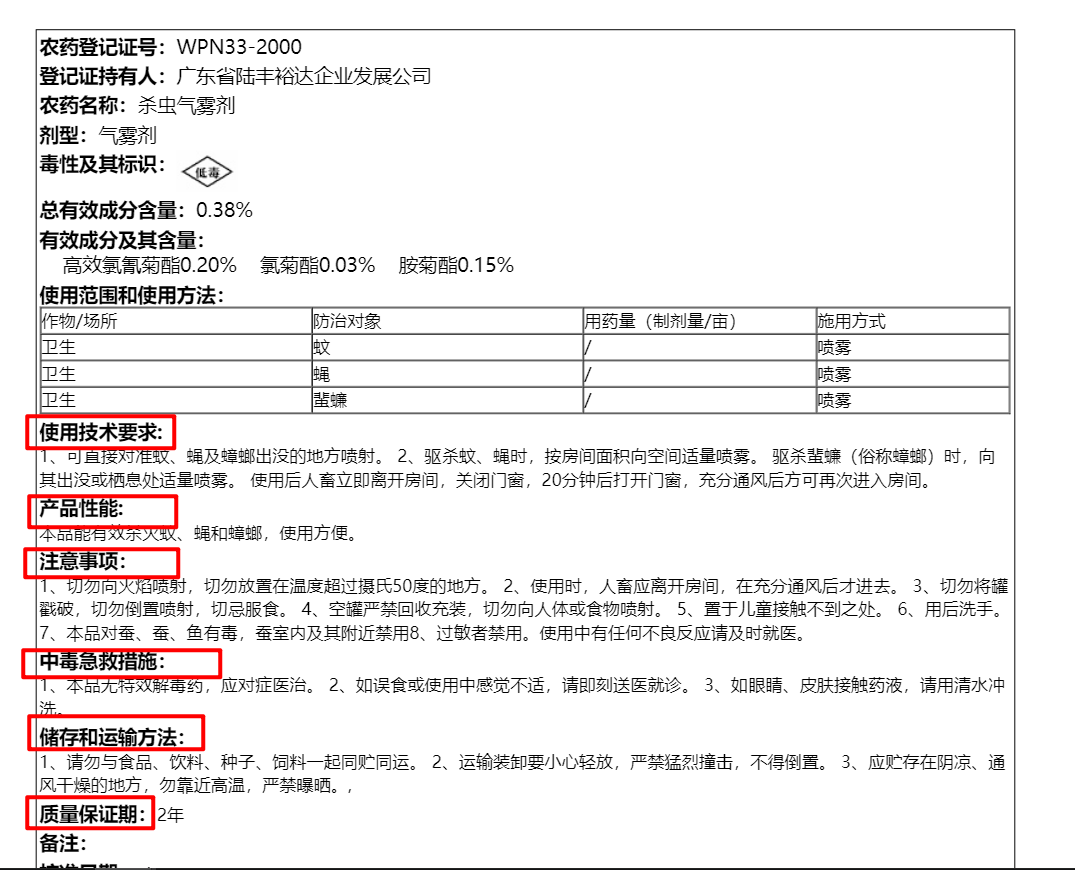 农药登记证号：WPN33-2000
登记证持有人：广东省陆丰裕达企业发展公司
农药名称：杀虫气雾剂
剂型：气雾剂
毒性及其标识：低毒
总有效成分含量：0.38%
有效成分及其含量：
高效氯氰菊酯0.20% 氯菊酯0.03% 胺菊酯0.15%
使用范围和使用方法：
作物/场所 防治对象 用药量（制剂量/亩） 施用方式
卫生 蚊 / 喷雾
卫生 蝇 / 喷雾
卫生 蜚蠊 / 喷雾
使用技术要求:
1、可直接对准蚊、蝇及蟑螂出没的地方喷射。 2、驱杀蚊、蝇时，按房间面积向空间适量喷雾。 驱杀蜚蠊（俗称蟑螂）时，向
其出没或栖息处适量喷雾。 使用后人畜立即离开房间，关闭门窗，20分钟后打开门窗，充分通风后方可再次进入房间。
产品性能:
本品能有效杀灭蚊、蝇和蟑螂，使用方便。
注意事项：
1、切勿向火焰喷射，切勿放置在温度超过摄氏50度的地方。 2、使用时，人畜应离开房间，在充分通风后才进去。 3、切勿将罐
戳破，切勿倒置喷射，切忌服食。 4、空罐严禁回收充装，切勿向人体或食物喷射。 5、置于儿童接触不到之处。 6、用后洗手。
7、本品对蚕、蚕、鱼有毒，蚕室内及其附近禁用8、过敏者禁用。使用中有任何不良反应请及时就医。
中毒急救措施：
1、本品无特效解毒药，应对症医治。 2、如误食或使用中感觉不适，请即刻送医就诊。 3、如眼睛、皮肤接触药液，请用清水冲
洗。
储存和运输方法：
1、请勿与食品、饮料、种子、饲料一起同贮同运。 2、运输装卸要小心轻放，严禁猛烈撞击，不得倒置。 3、应贮存在阴凉、通
风干燥的地方，勿靠近高温，严禁曝晒。,
质量保证期：2年
备注：